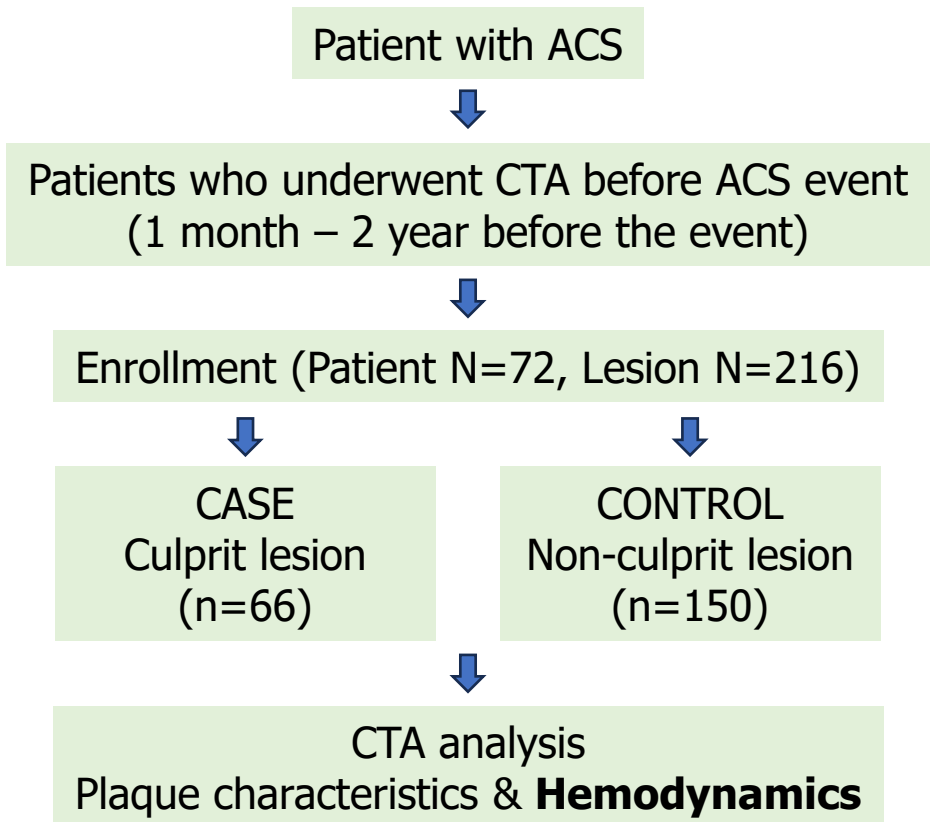 Patient with ACS
Patients who underwent CTA before ACS event
(1 month – 2 year before the event)
Enrollment (Patient N=72, Lesion N=216)
CASE
Culprit lesion
(n=66)
CONTROL
Non-culprit lesion
(n=150)
CTA analysis
Plaque characteristics & Hemodynamics